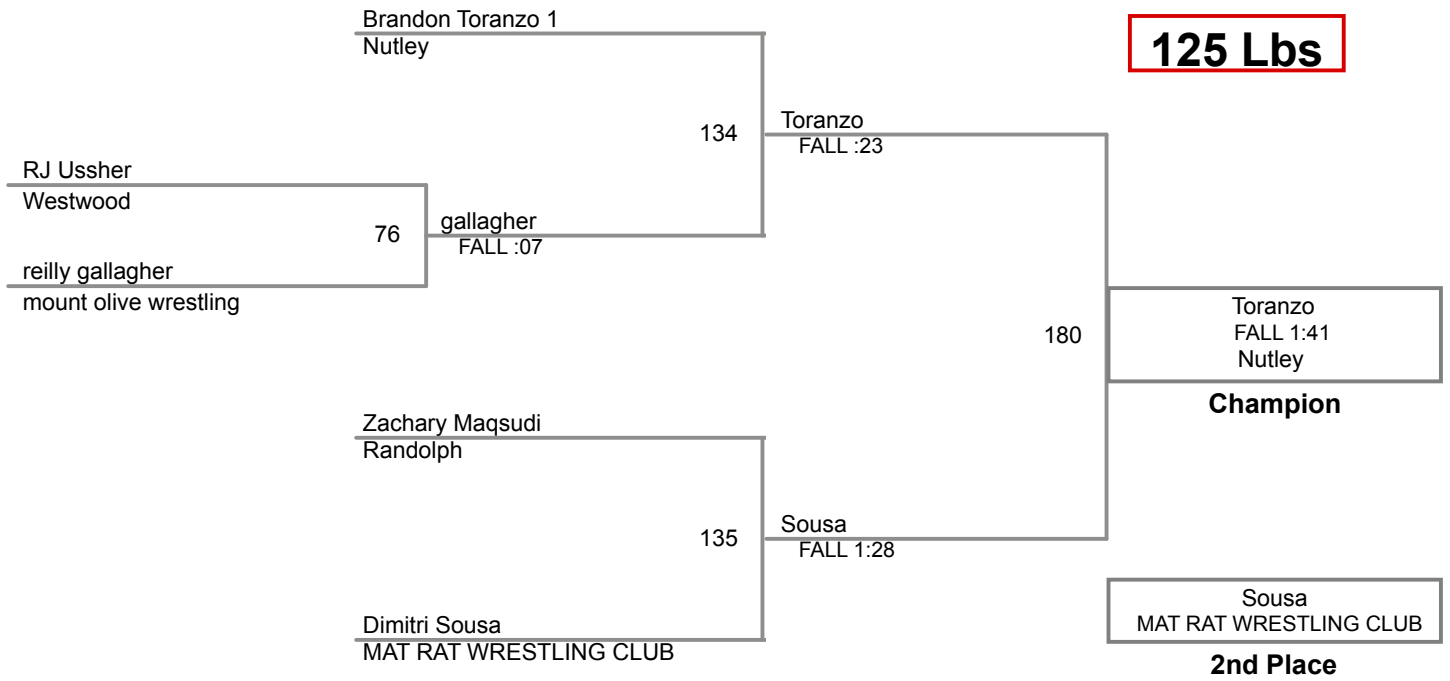 Brandon Toranzo 1
Nutley
125 Lbs
134
Toranzo
FALL :23
RJ Ussher
Westwood
76
gallagher
FALL :07
reilly gallagher
mount olive wrestling
180
Toranzo
FALL 1:41
Nutley
Champion
Zachary Maqsudi
Randolph
135
Sousa
FALL 1:28
Dimitri Sousa
MAT RAT WRESTLING CLUB
Sousa
MAT RAT WRESTLING CLUB
2nd Place